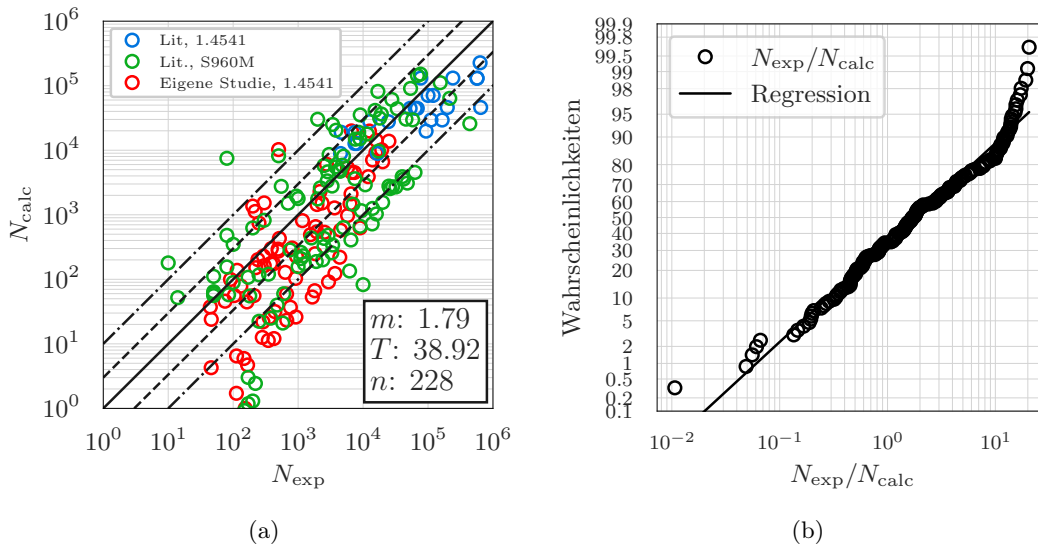 10^6
10^5
10^4
10^3
10^2
10^1
10^0
N_calc
Lit, 1.4541
Lit., S960M
Eigene Studie, 1.4541
m: 1.79
T: 38.92
n: 228
10^0 10^1 10^2 10^3 10^4 10^5 10^6
N_exp
(a)
99.9
99.8
99.5
99
98
95
90
80
70
60
50
40
30
20
10
5
2
1
0.5
0.2
0.1
Wahrscheinlichkeiten
N_exp/N_calc
Regression
10^−2 10^−1 10^0 10^1
N_exp/N_calc
(b)